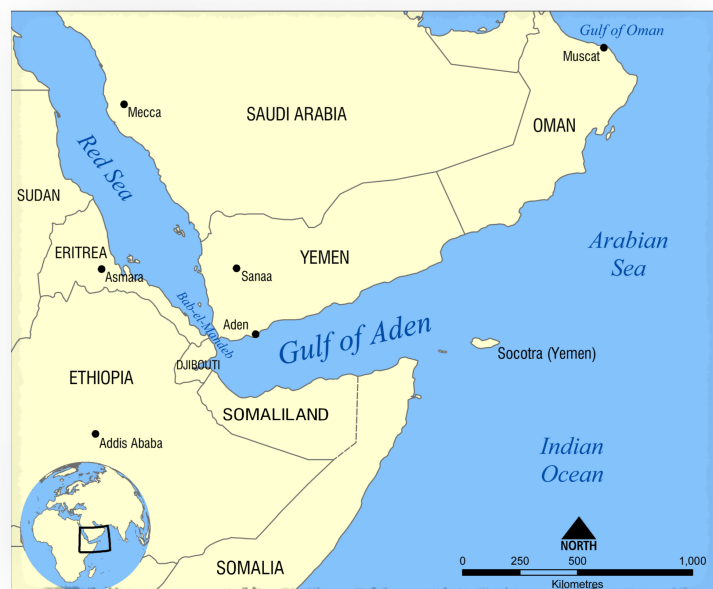 Gulf of Oman
Muscat
Mecca
SAUDI ARABIA
OMAN
Red Sea
SUDAN
ERITREA
Asmara
YEMEN
Sanaa
Arabian
Sea
Bab-el-Mandeb
Aden
Gulf of Aden
DJIBOUTI
Socotra (Yemen)
ETHIOPIA
SOMALILAND
Addis Ababa
Indian
Ocean
NORTH
0 250 500 1,000
Kilometres
SOMALIA